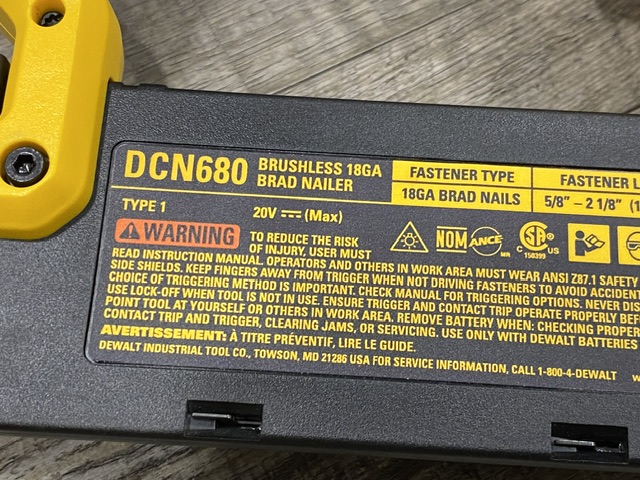 DCN680 BRUSHLESS 18GA
BRAD NAILER
FASTENER TYPE
FASTENER
18GA BRAD NAILS
5/8” – 2 1/8”
TYPE 1
20V (Max)
WARNING
TO REDUCE THE RISK
OF INJURY, USER MUST
READ INSTRUCTION MANUAL. OPERATORS AND OTHERS IN WORK AREA MUST WEAR ANSI Z87.1 SAFETY
SIDE SHIELDS. KEEP FINGERS AWAY FROM TRIGGER WHEN NOT DRIVING FASTENERS TO AVOID
CHOICE OF TRIGGERING METHOD IS IMPORTANT. CHECK MANUAL FOR TRIGGERING OPTIONS. NEVER
USE LOCK-OFF WHEN TOOL IS NOT IN USE. ENSURE TRIGGER AND CONTACT TRIP OPERATE PROPERLY
POINT TOOL AT YOURSELF OR OTHERS IN WORK AREA. REMOVE BATTERY WHEN: CHECKING
CONTACT TRIP AND TRIGGER, CLEARING JAMS, OR SERVICING. USE ONLY WITH DEWALT BATTERIES
AVERTISSEMENT: À TITRE PRÉVENTIF, LIRE LE GUIDE.
DEWALT INDUSTRIAL TOOL CO., TOWSON, MD 21286 USA FOR SERVICE INFORMATION, CALL 1-800-4-DEWALT
NOM ANCE
MR
C SA
158399